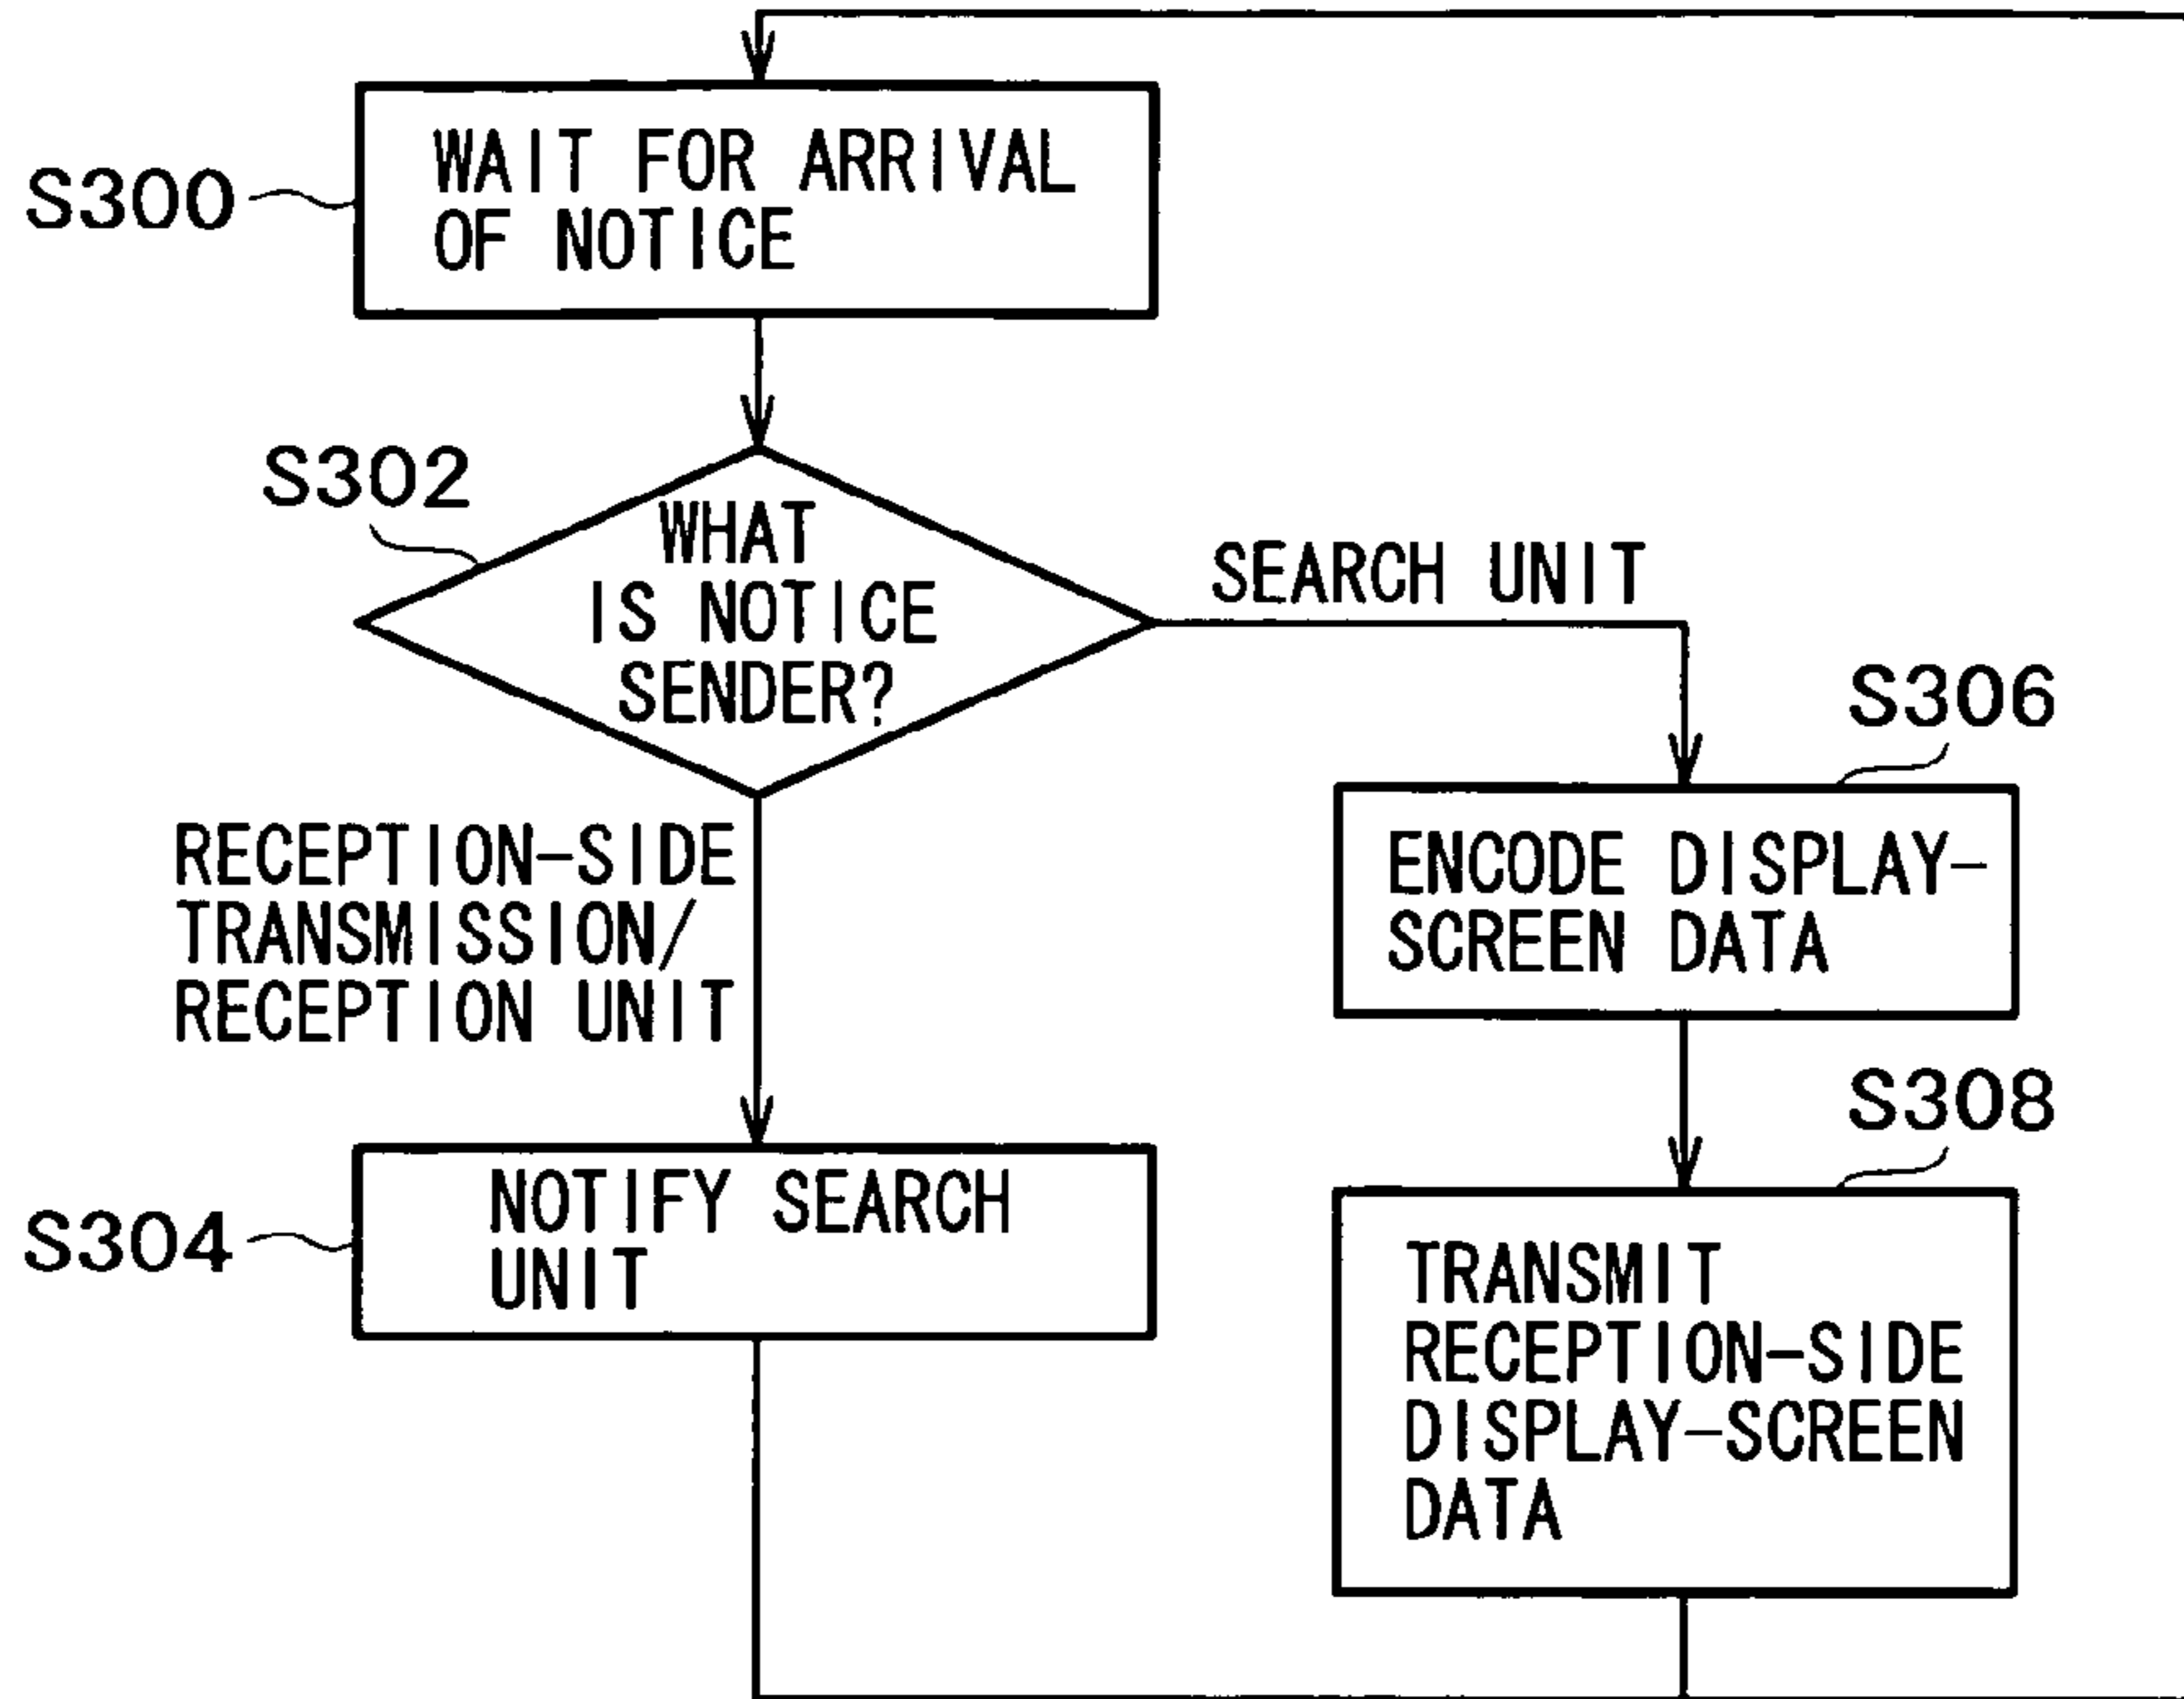 S300
WAIT FOR ARRIVAL
OF NOTICE
S302
WHAT
IS NOTICE
SENDER?
SEARCH UNIT
RECEPTION-SIDE
TRANSMISSION/
RECEPTION UNIT
S306
ENCODE DISPLAY-
SCREEN DATA
S304
NOTIFY SEARCH
UNIT
S308
TRANSMIT
RECEPTION-SIDE
DISPLAY-SCREEN
DATA